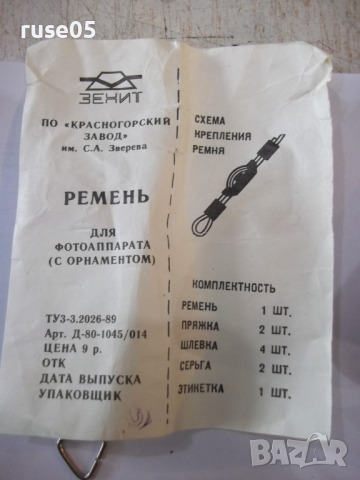 ruse05
ЗЕНИТ
ПО «КРАСНОГОРСКИЙ
ЗАВОД»
им. С.А. Зверева
РЕМЕНЬ
ДЛЯ
ФОТОАППАРАТА
(С ОРНАМЕНТОМ)
ТУ3-3.2026-89
Арт. Д-80-1045/014
ЦЕНА 9 р.
ОТК
ДАТА ВЫПУСКА
УПАКОВЩИК
СХЕМА
КРЕПЛЕНИЯ
РЕМНЯ
КОМПЛЕКТНОСТЬ
РЕМЕНЬ 1 ШТ.
ПРЯЖКА 2 ШТ.
ШЛЕВКА 4 ШТ.
СЕРЬГА 2 ШТ.
ЭТИКЕТКА 1 ШТ.
BAZAR
bg